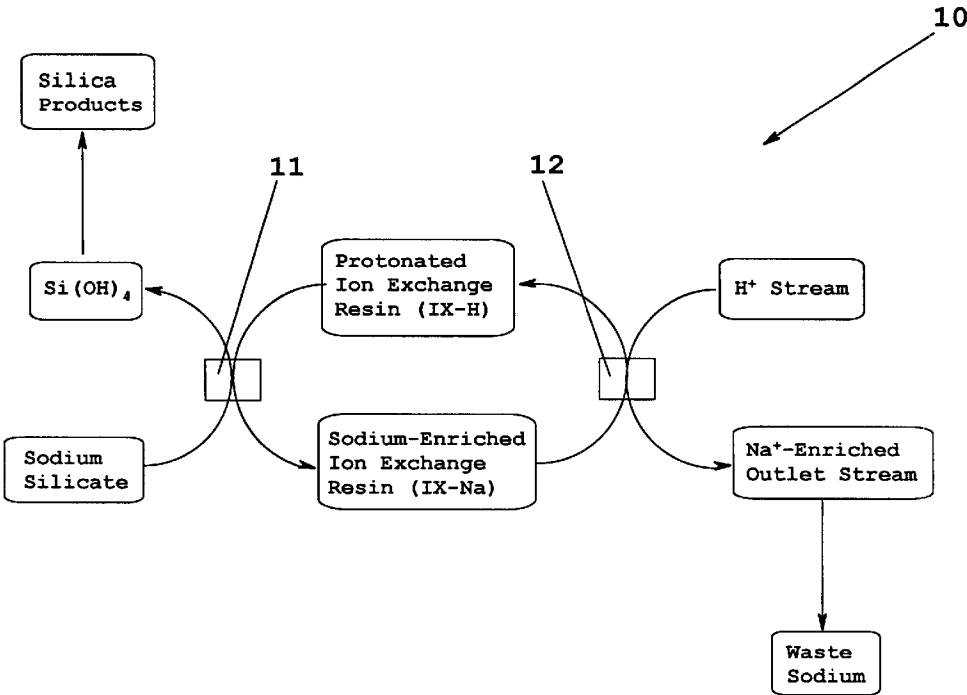 10
Silica
Products
11
12
Si(OH)₄
Protonated
Ion Exchange
Resin (IX-H)
H⁺ Stream
Sodium
Silicate
Sodium-Enriched
Ion Exchange
Resin (IX-Na)
Na⁺-Enriched
Outlet Stream
Waste
Sodium